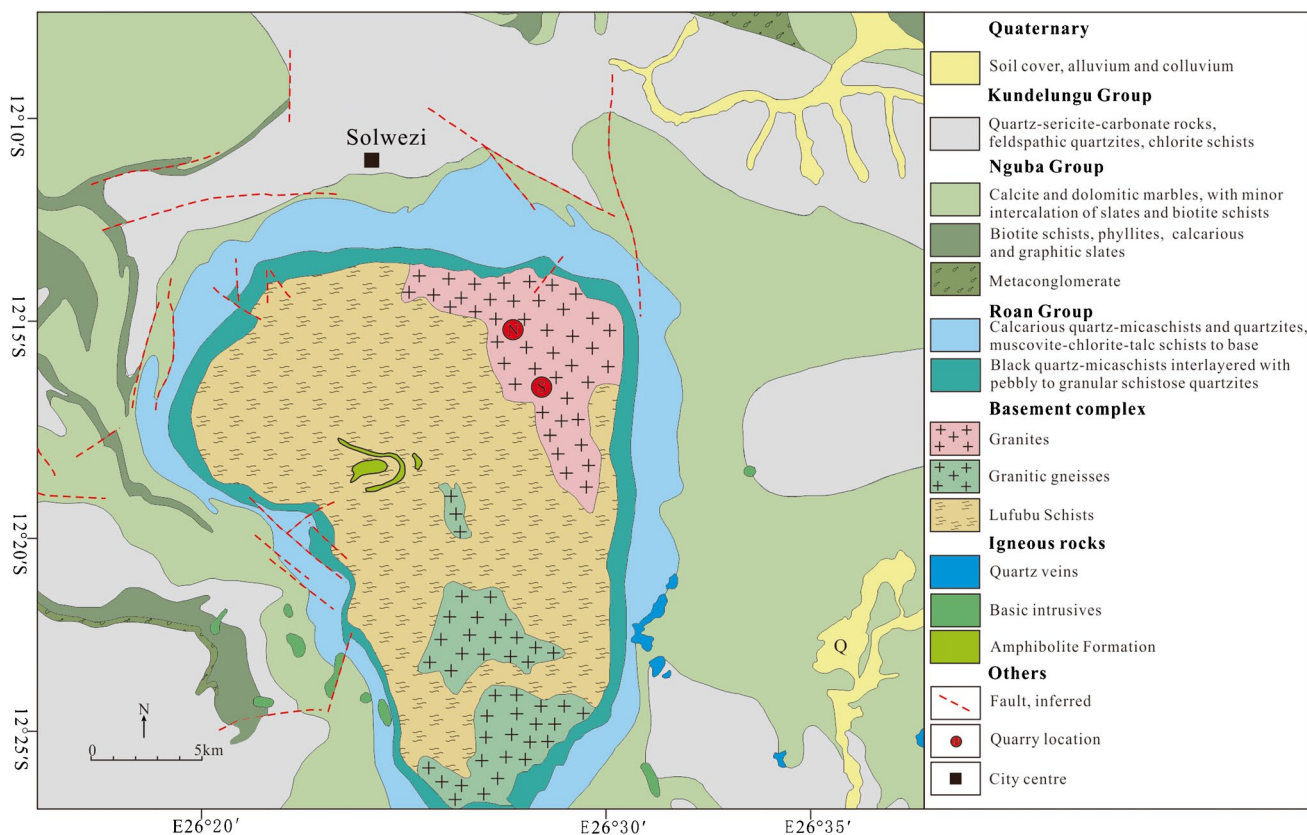 Solwezi
N
S
Q
N
0 5km
12°10'S
12°15'S
12°20'S
12°25'S
E26°20' E26°30' E26°35'
Quaternary
Soil cover, alluvium and colluvium
Kundelungu Group
Quartz-sericite-carbonate rocks,
feldspathic quartzites, chlorite schists
Nguba Group
Calcite and dolomitic marbles, with minor
intercalation of slates and biotite schists
Biotite schists, phyllites, calcarious
and graphitic slates
Metaconglomerate
Roan Group
Calcarious quartz-micaschists and quartzites,
muscovite-chlorite-talc schists to base
Black quartz-micaschists interlayered with
pebbly to granular schistose quartzites
Basement complex
Granites
Granitic gneisses
Lufubu Schists
Igneous rocks
Quartz veins
Basic intrusives
Amphibolite Formation
Others
Fault, inferred
Quarry location
City centre